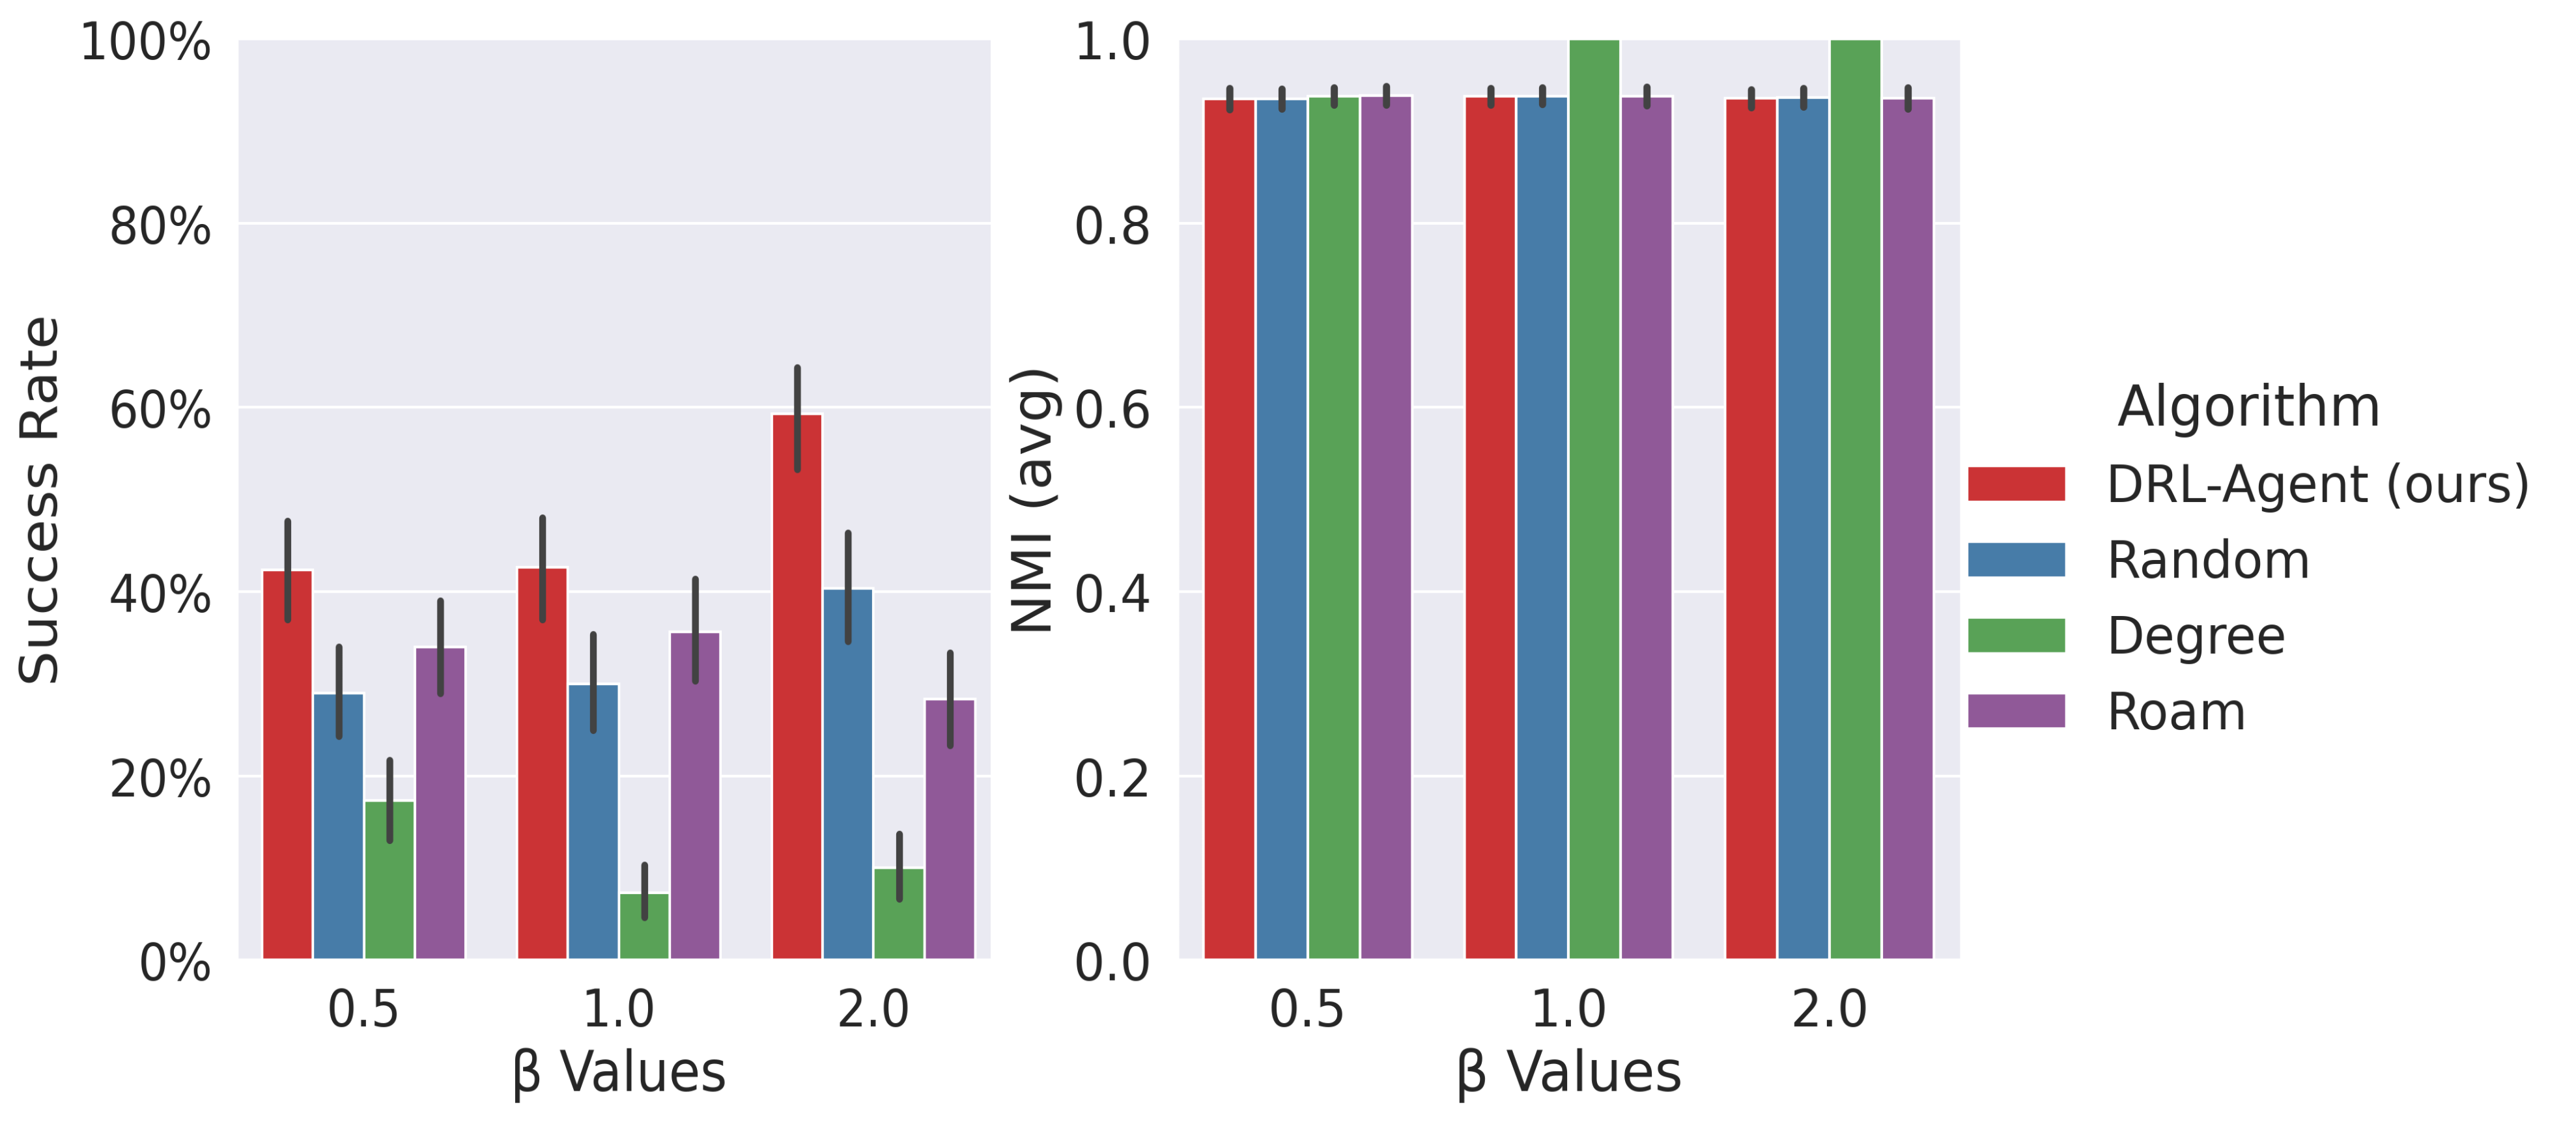 100%
80%
60%
40%
20%
0%
Success Rate
0.5 1.0 2.0
β Values
1.0
0.8
0.6
0.4
0.2
0.0
NMI (avg)
0.5 1.0 2.0
β Values
Algorithm
DRL-Agent (ours)
Random
Degree
Roam